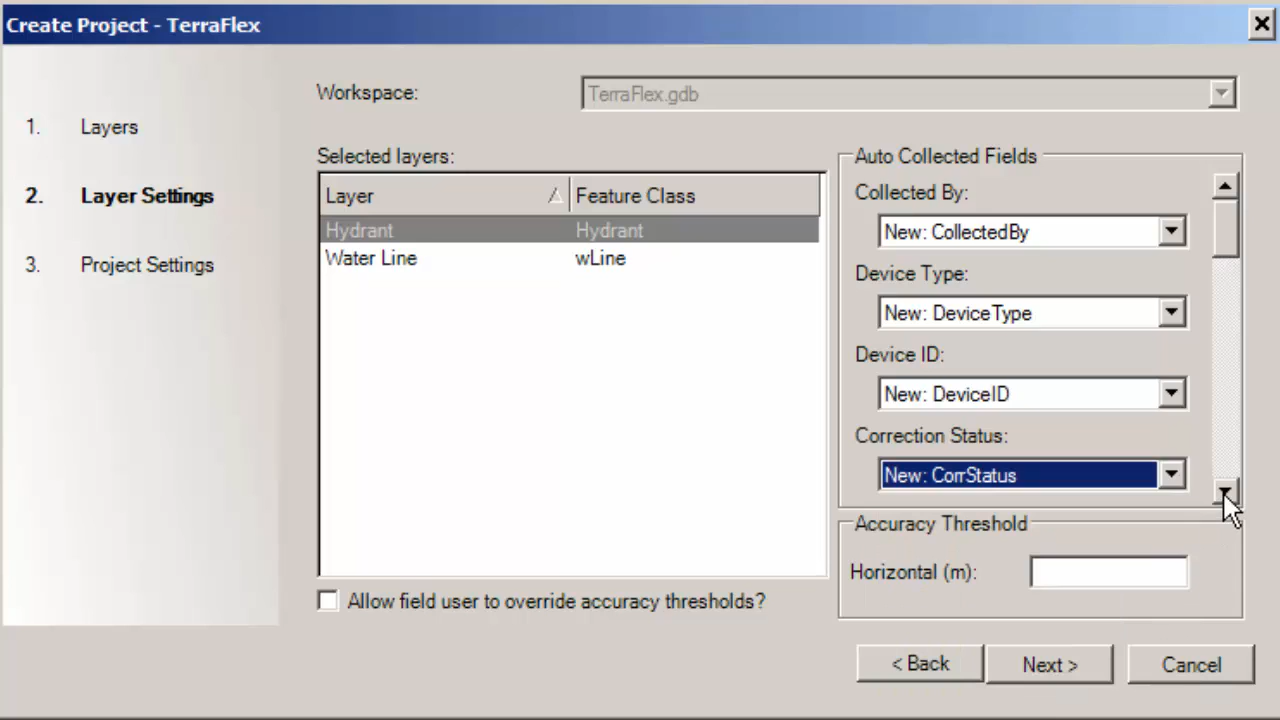 Create Project - TerraFlex
Workspace:
TerraFlex.gdb
1. Layers
2. Layer Settings
3. Project Settings
Selected layers:
Layer Feature Class
Hydrant Hydrant
Water Line wLine
Allow field user to override accuracy thresholds?
Auto Collected Fields
Collected By:
New: CollectedBy
Device Type:
New: DeviceType
Device ID:
New: DeviceID
Correction Status:
New: CorrStatus
Accuracy Threshold
Horizontal (m):
< Back Next > Cancel